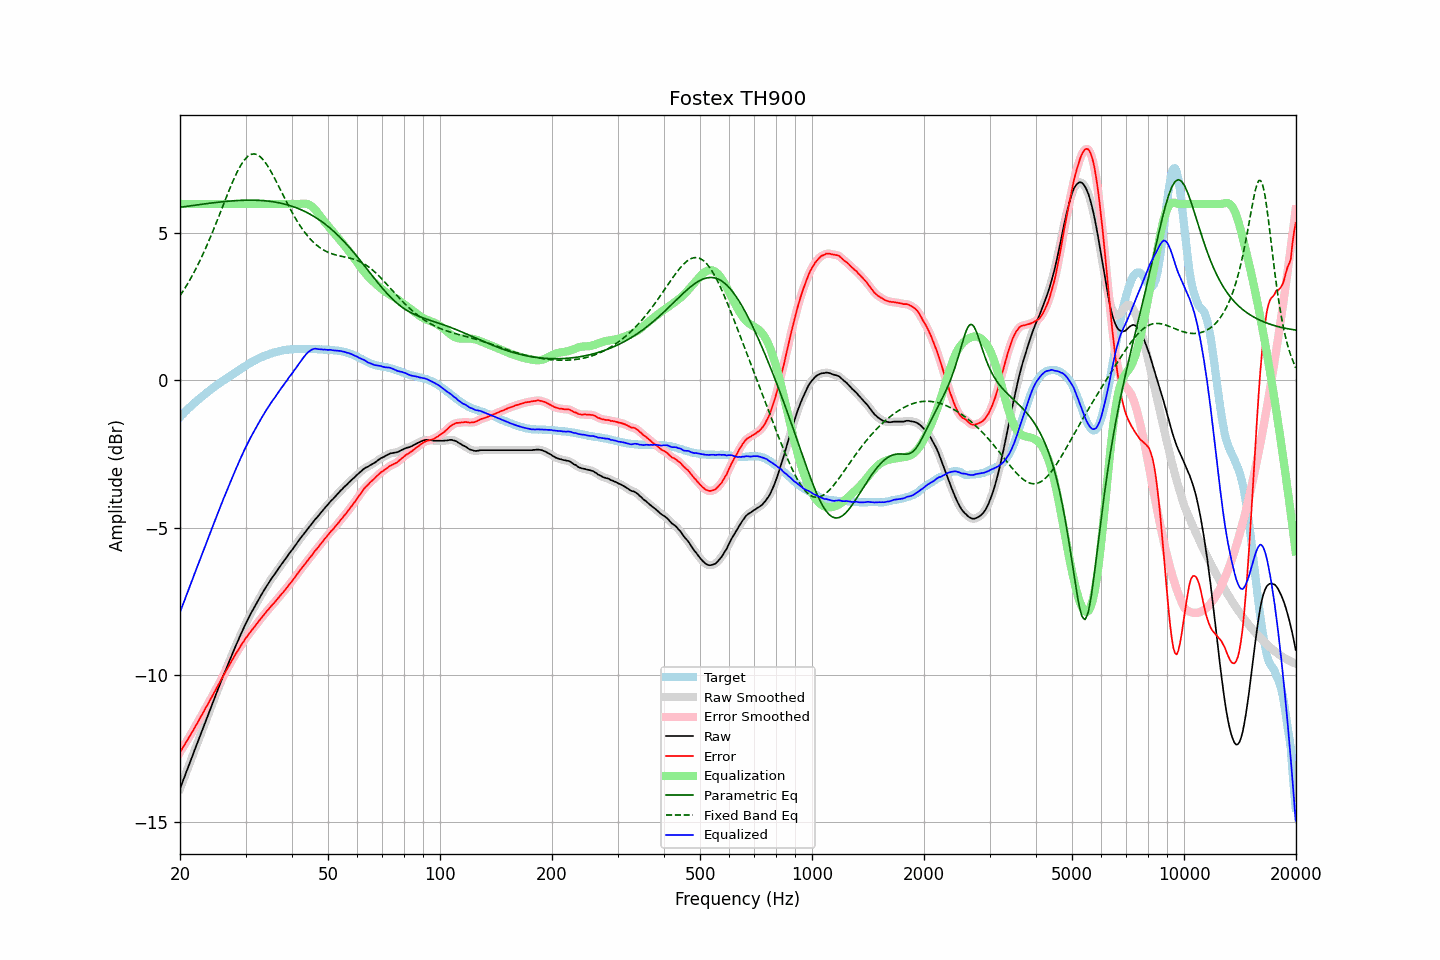 Fostex TH900
Amplitude (dBr)
5
0
−5
−10
−15
20
50
100
200
500
1000
2000
5000
10000
20000
Frequency (Hz)
Target
Raw Smoothed
Error Smoothed
Raw
Error
Equalization
Parametric Eq
Fixed Band Eq
Equalized